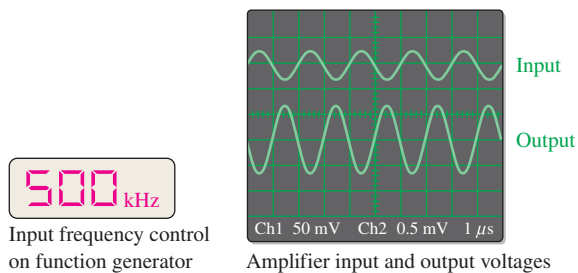 Input
Output
500 kHz
Ch1 50 mV Ch2 0.5 mV 1 μs
Input frequency control
on function generator
Amplifier input and output voltages